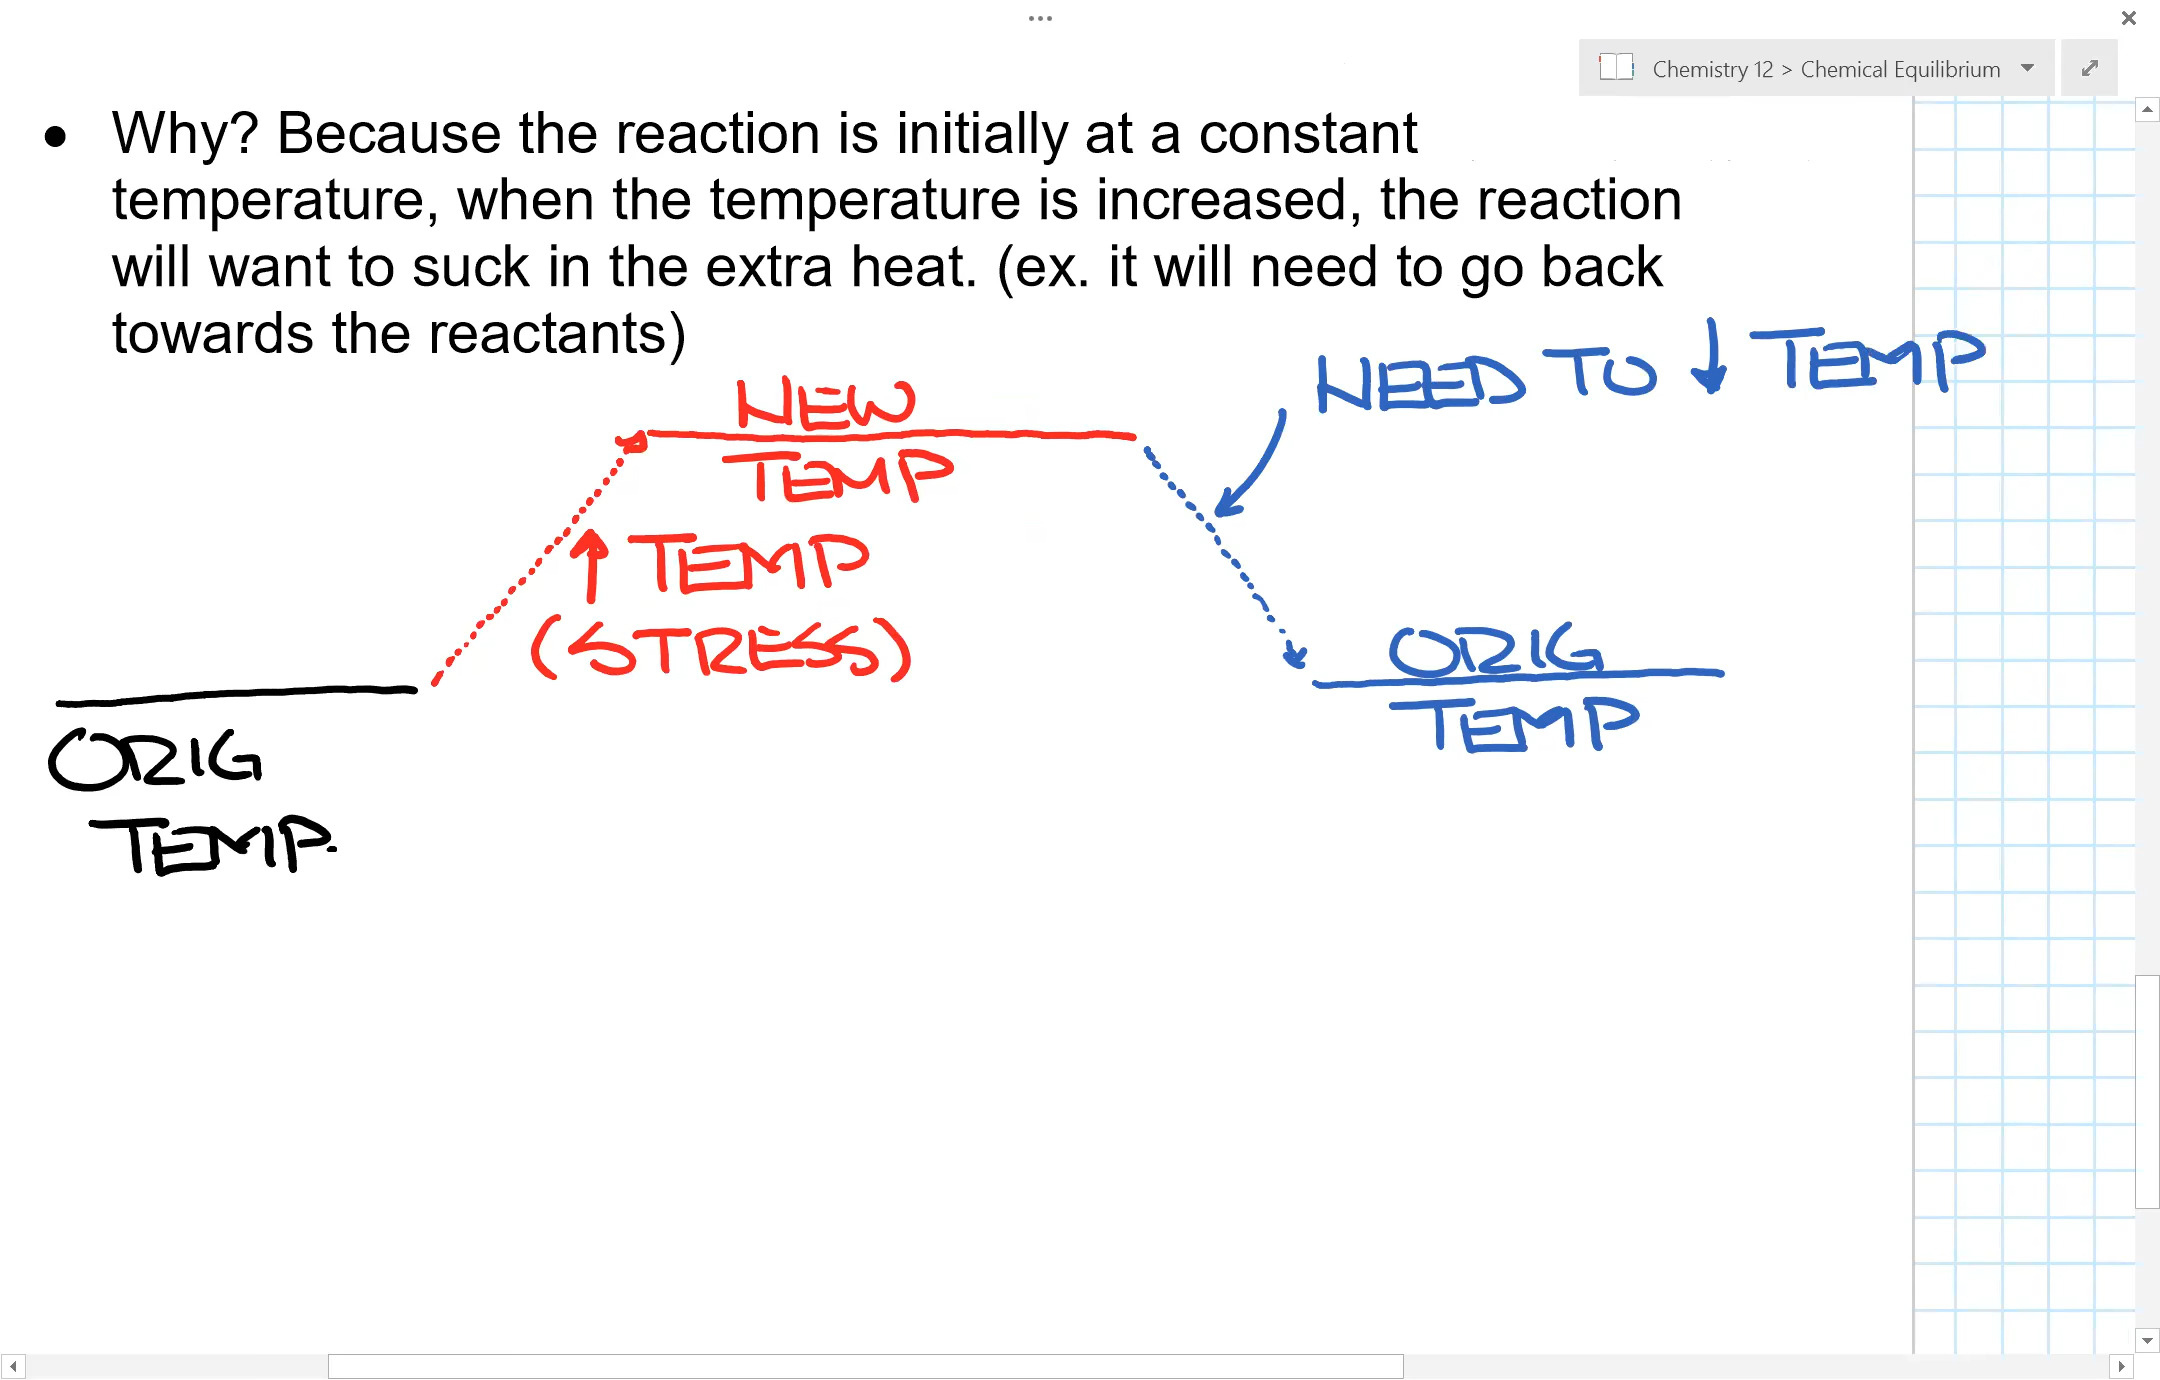 Chemistry 12 > Chemical Equilibrium
• Why? Because the reaction is initially at a constant
temperature, when the temperature is increased, the reaction
will want to suck in the extra heat. (ex. it will need to go back
towards the reactants)
NEED TO ↓ TEMP
NEW
TEMP
↑ TEMP
(STRESS)
ORIG
TEMP
ORIG
TEMP.